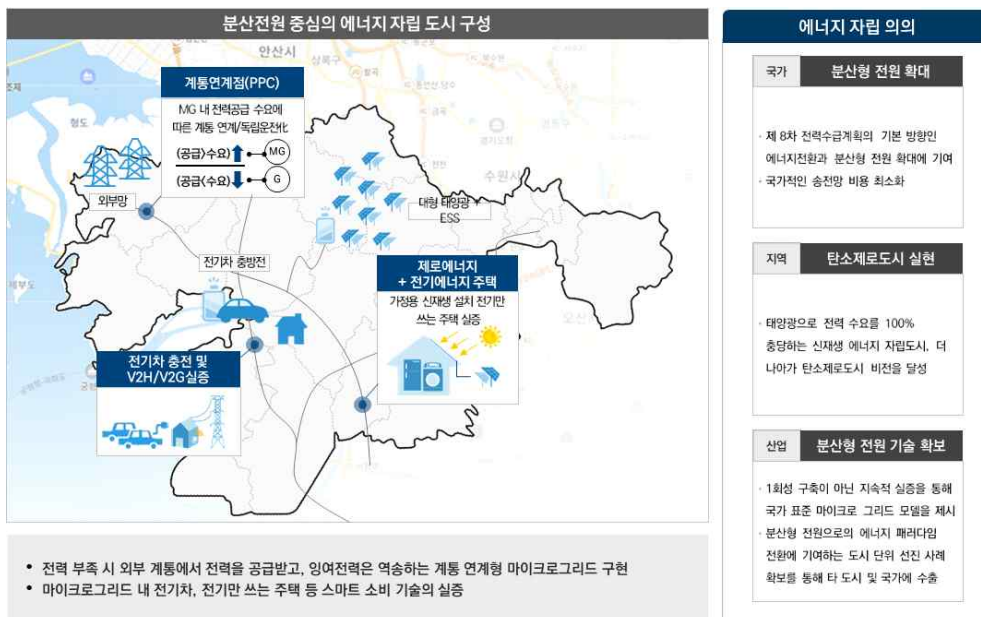 분산전원 중심의 에너지 자립 도시 구성
안산시
상록구
형도
계통연계점(PPC)
MG 내 전력공급 수요에
따른 계통 연계/독립운전化
(공급>수요)
MG
(공급<수요)
G
외부망
수원시
대형 태양광 +
ESS
전기차 충방전
제로에너지
+ 전기에너지 주택
가정용 신재생 설치 전기만
쓰는 주택 실증
오산
전기차 충전 및
V2H/V2G실증
• 전력 부족 시 외부 계통에서 전력을 공급받고, 잉여전력은 역송하는 계통 연계형 마이크로그리드 구현
• 마이크로그리드 내 전기차, 전기만 쓰는 주택 등 스마트 소비 기술의 실증
에너지 자립 의의
국가 분산형 전원 확대
· 제 8차 전력수급계획의 기본 방향인
에너지전환과 분산형 전원 확대에 기여
· 국가적인 송전망 비용 최소화
지역 탄소제로도시 실현
· 태양광으로 전력 수요를 100%
충당하는 신재생 에너지 자립도시, 더
나아가 탄소제로도시 비전을 달성
산업 분산형 전원 기술 확보
· 1회성 구축이 아닌 지속적 실증을 통해
국가 표준 마이크로 그리드 모델을 제시
· 분산형 전원으로의 에너지 패러다임
전환에 기여하는 도시 단위 선진 사례
확보를 통해 타 도시 및 국가에 수출